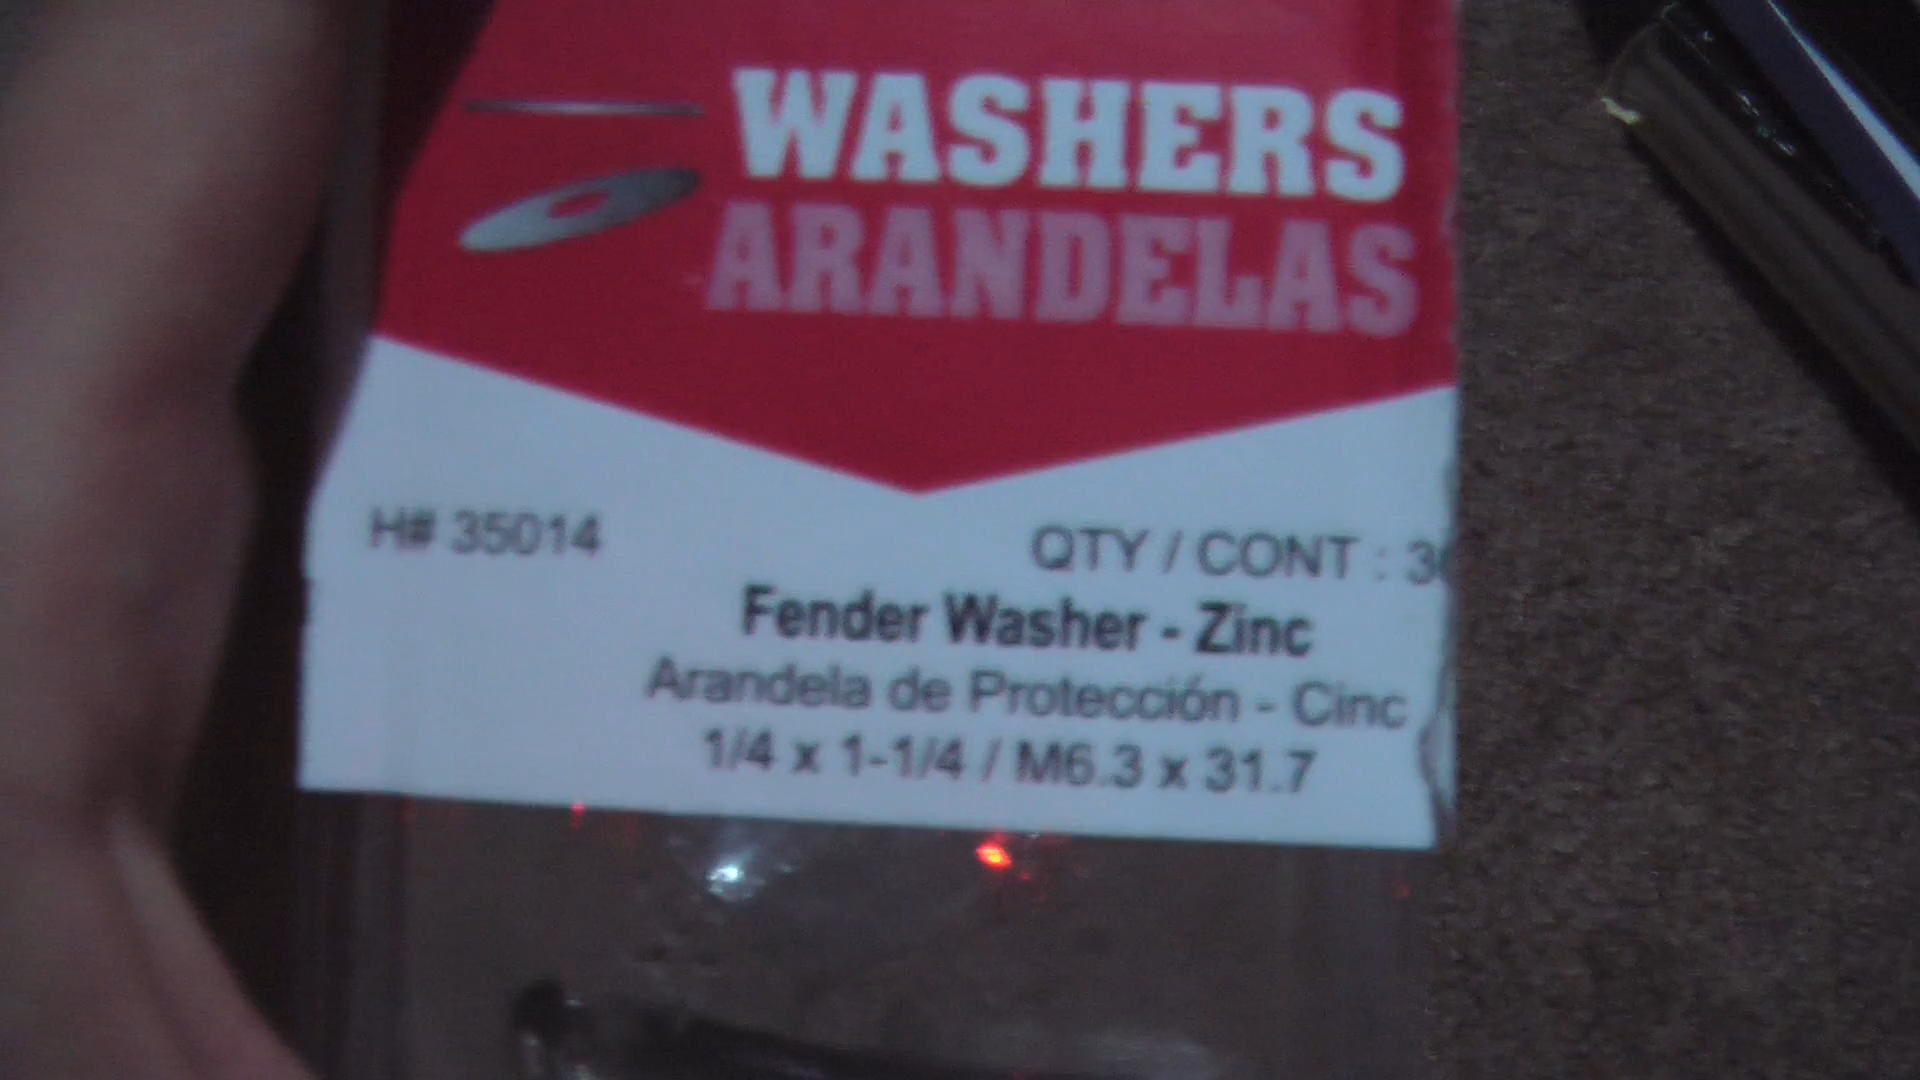 WASHERS
ARANDELAS
H# 35014
QTY / CONT : 3
Fender Washer - Zinc
Arandela de Protección - Cinc
1/4 x 1-1/4 / M6.3 x 31.7